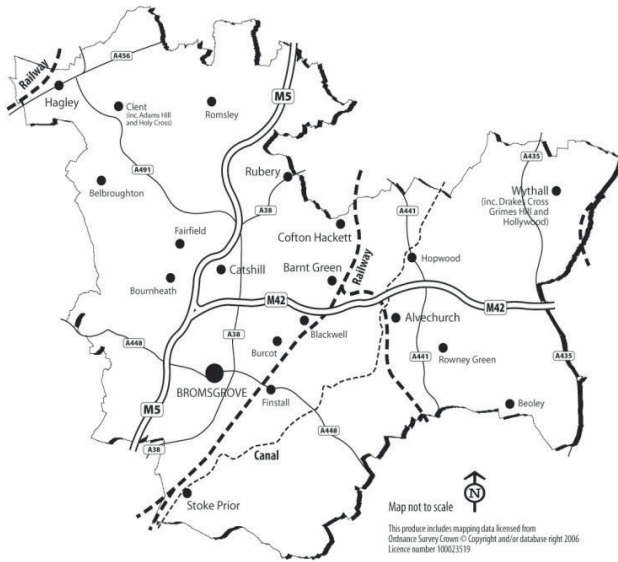 A456
Railway
Hagley
Clent
(inc. Adams Hill
and Holy Cross)
Romsley
M5
A491
Belbroughton
Rubery
A38
Fairfield
Catshill
Bournheath
Cofton Hackett
Barnt Green
Railway
A441
Hopwood
A435
Wythall
(inc. Drakes Cross
Grimes Hill and
Hollywood)
M42
M42
Blackwell
Alvechurch
A448
A38
Burcot
A441
Rowney Green
A435
BROMSGROVE
Finstall
M5
Beoley
A38
A448
Canal
Stoke Prior
Map not to scale
N
This produce includes mapping data licensed from
Ordnance Survey Crown © Copyright and/or database right 2006
Licence number 100023519